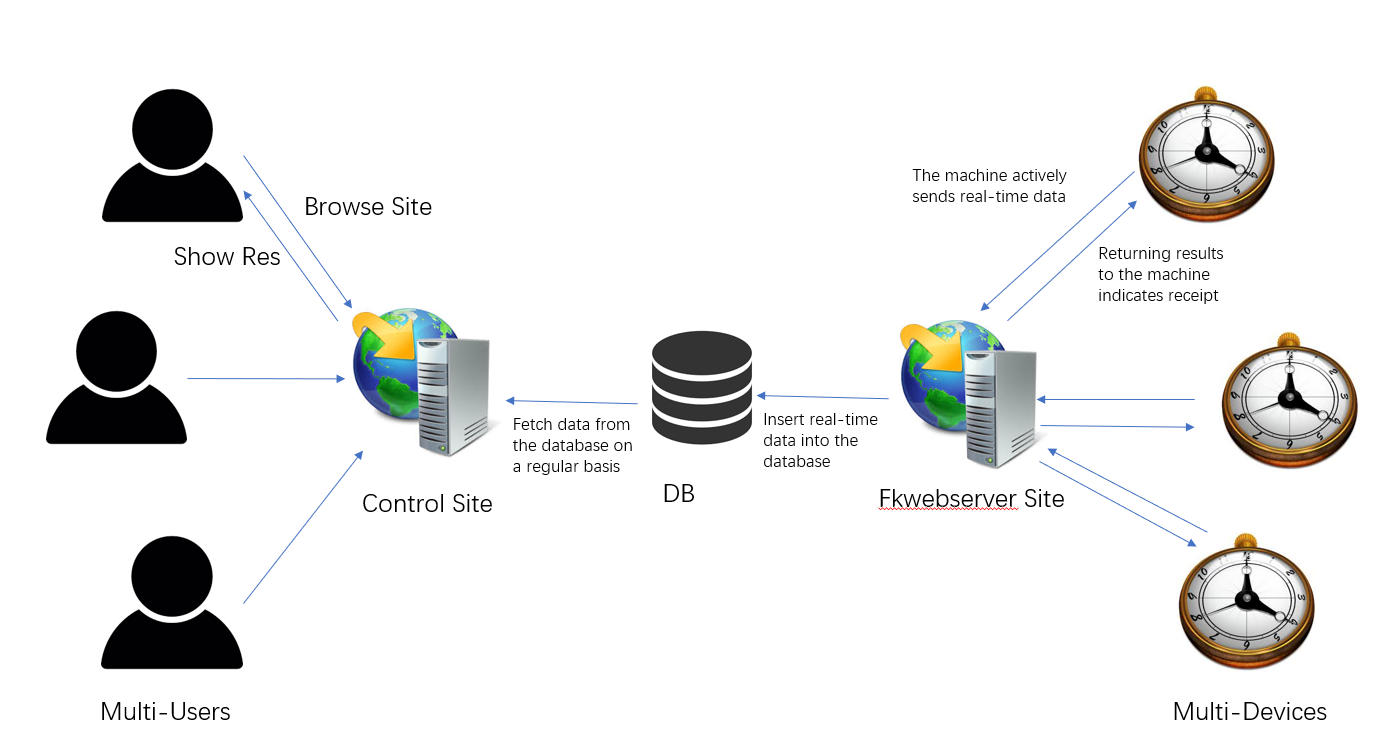 Browse Site
Show Res
The machine actively
sends real-time data
Returning results
to the machine
indicates receipt
Fetch data from
the database on
a regular basis
Insert real-time
data into the
database
Control Site
DB
Fkwebserver Site
Multi-Users
Multi-Devices